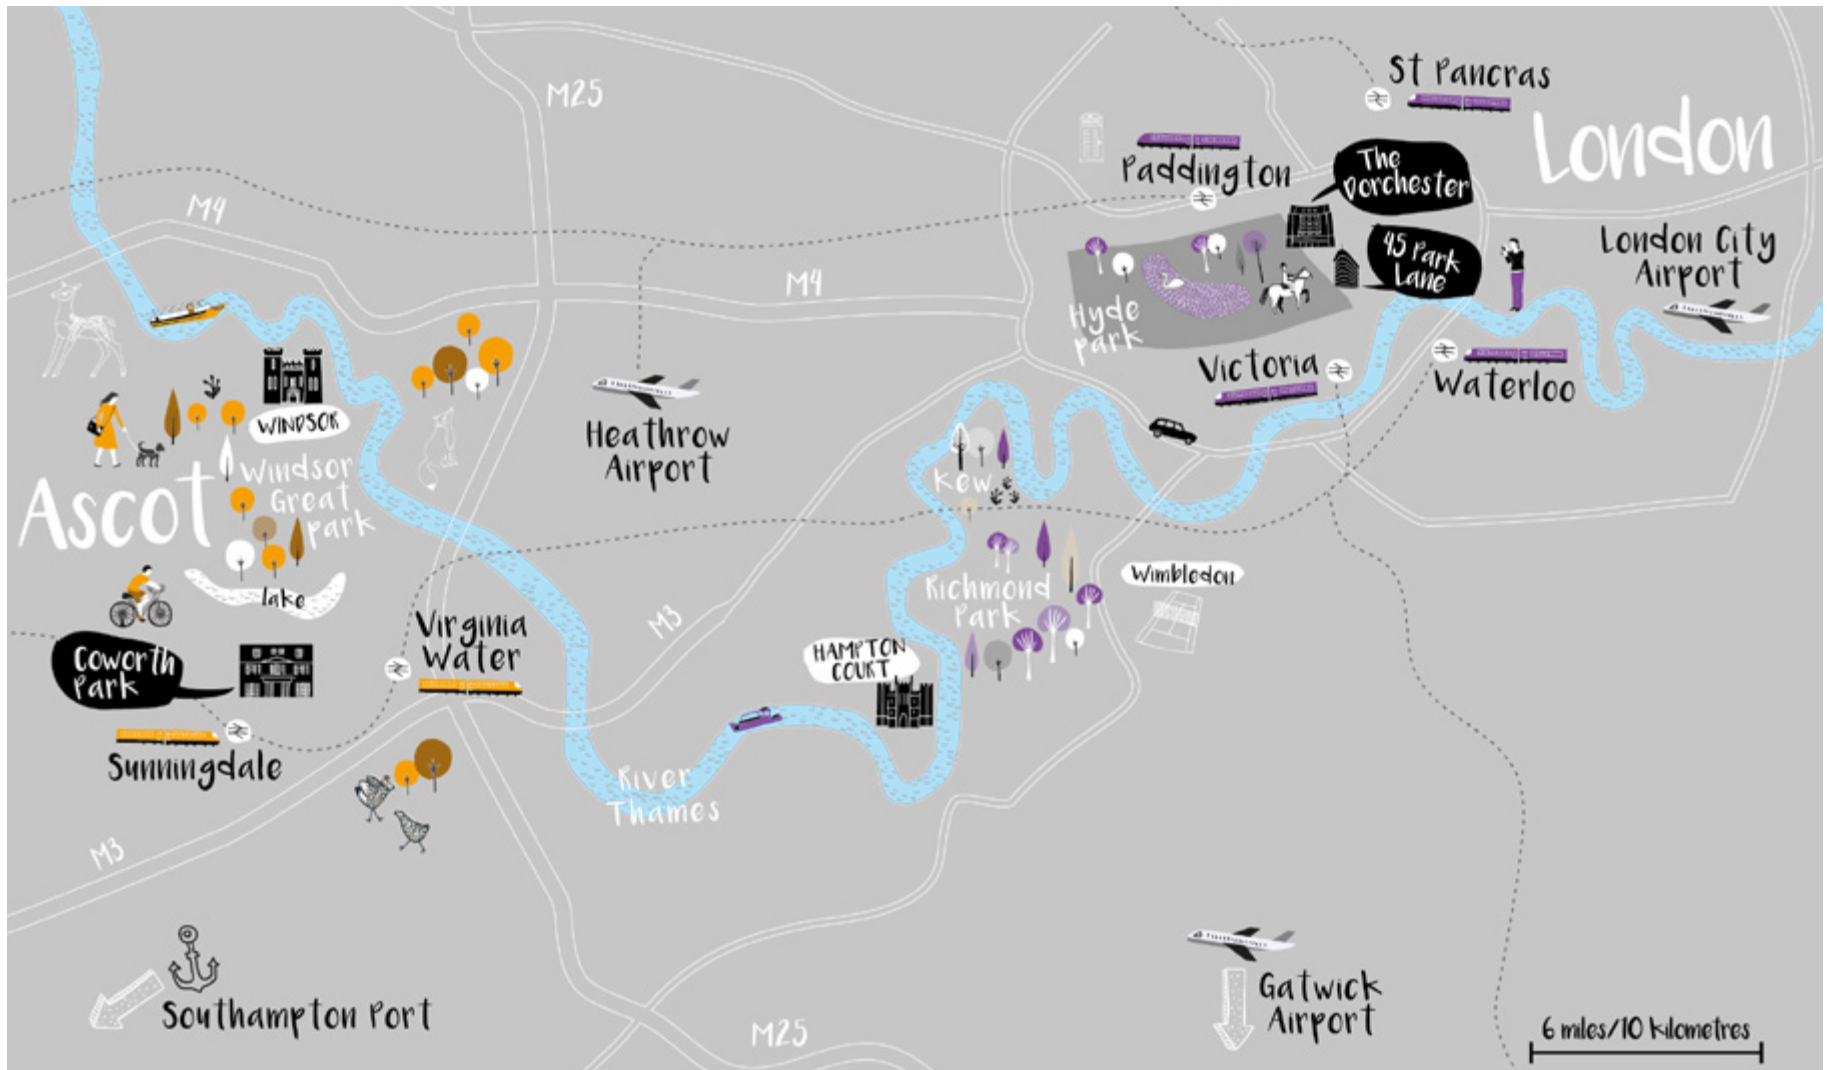 St Pancras
M25
London
Paddington
The
Dorchester
M4
45 Park
Lane
London City
Airport
M4
Hyde
park
Victoria
Waterloo
WINDSOR
Heathrow
Airport
Ascot
Windsor
Great
park
Kew
lake
Richmond
Park
Wimbledon
Virginia
Water
M3
HAMPTON
COURT
Coworth
Park
Sunningdale
River
Thames
M3
Southampton Port
Gatwick
Airport
M25
6 miles/10 kilometres